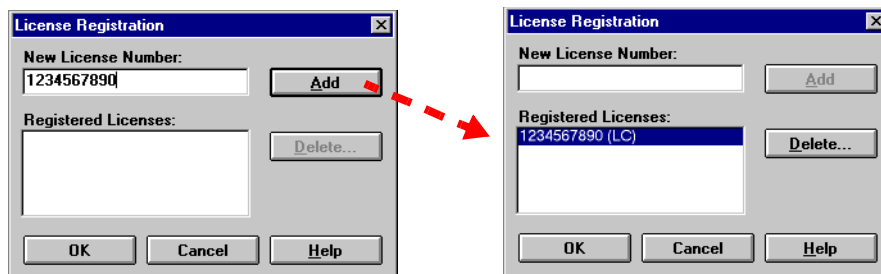 License Registration
New License Number:
1234567890
Add
Registered Licenses:
Delete...
OK Cancel Help
License Registration
New License Number:
Add
Registered Licenses:
1234567890 (LC)
Delete...
OK Cancel Help